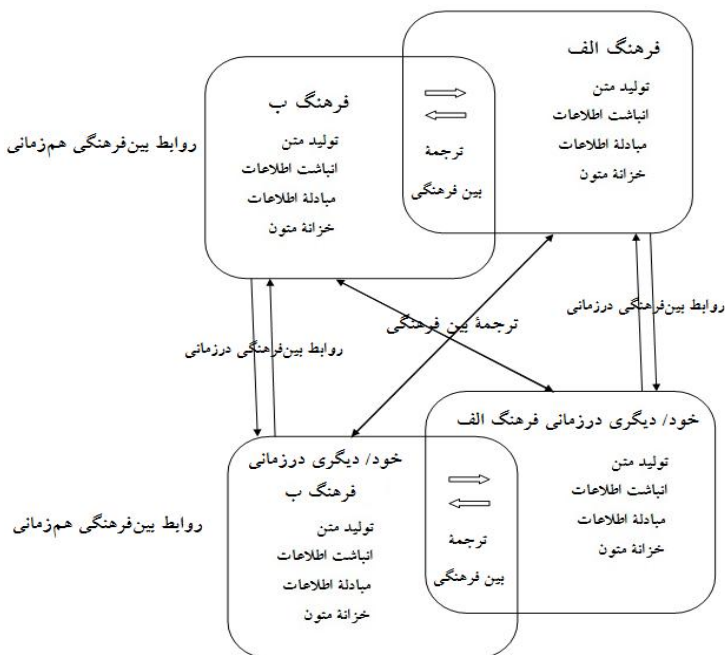 فرهنگ الف
تولید متن
انباشت اطلاعات
مبادلهٔ اطلاعات
خزانهٔ متون
فرهنگ ب
تولید متن
انباشت اطلاعات
مبادلهٔ اطلاعات
خزانهٔ متون
ترجمهٔ
بین فرهنگی
روابط بین‌فرهنگی هم‌زمانی
روابط بین‌فرهنگی درزمانی
ترجمهٔ بین فرهنگی
روابط بین‌فرهنگی درزمانی
خود/ دیگری درزمانی فرهنگ الف
تولید متن
انباشت اطلاعات
مبادلهٔ اطلاعات
خزانهٔ متون
خود/ دیگری درزمانی
فرهنگ ب
تولید متن
انباشت اطلاعات
مبادلهٔ اطلاعات
خزانهٔ متون
ترجمهٔ
بین فرهنگی
روابط بین‌فرهنگی هم‌زمانی